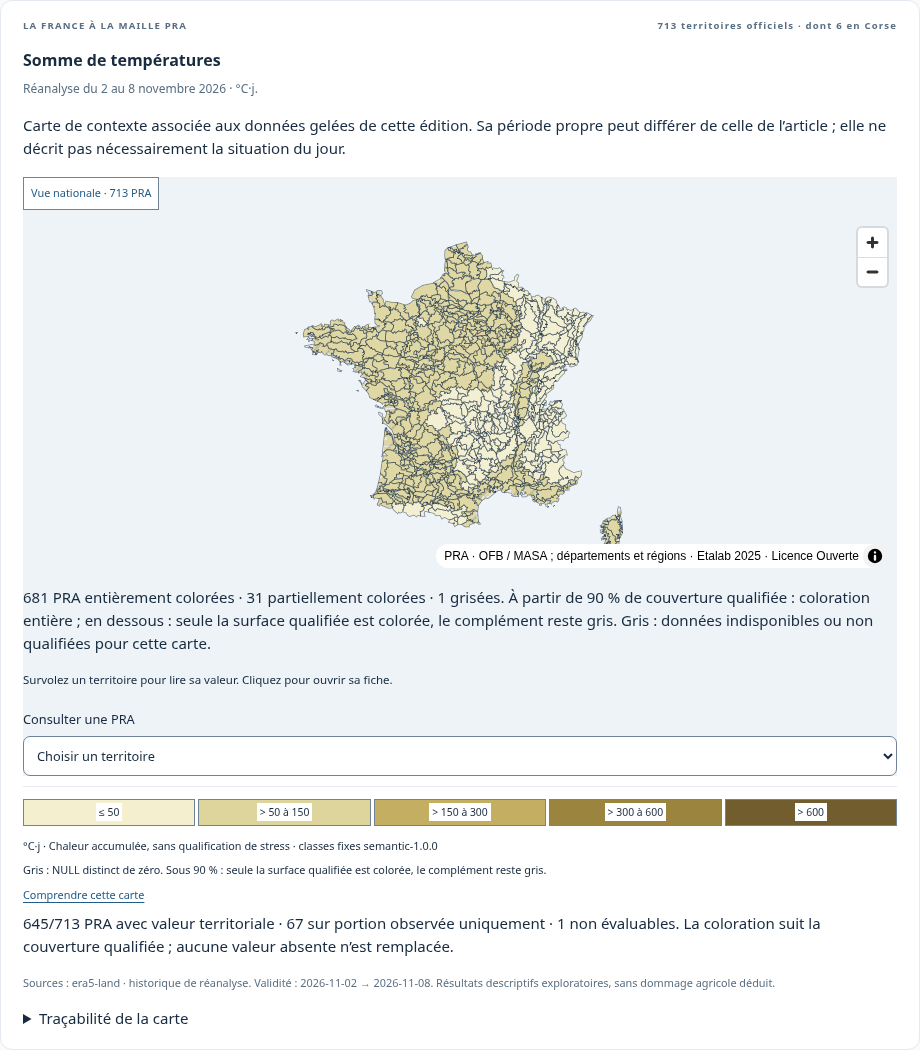 LA FRANCE À LA MAILLE PRA
713 territoires officiels · dont 6 en Corse
Somme de températures
Réanalyse du 2 au 8 novembre 2026 · °C·j.
Carte de contexte associée aux données gelées de cette édition. Sa période propre peut différer de celle de l’article ; elle ne
décrit pas nécessairement la situation du jour.
Vue nationale · 713 PRA
PRA · OFB / MASA ; départements et régions · Etalab 2025 · Licence Ouverte
681 PRA entièrement colorées · 31 partiellement colorées · 1 grisées. À partir de 90 % de couverture qualifiée : coloration
entière ; en dessous : seule la surface qualifiée est colorée, le complément reste gris. Gris : données indisponibles ou non
qualifiées pour cette carte.
Survolez un territoire pour lire sa valeur. Cliquez pour ouvrir sa fiche.
Consulter une PRA
Choisir un territoire
≤ 50
> 50 à 150
> 150 à 300
> 300 à 600
> 600
°C·j · Chaleur accumulée, sans qualification de stress · classes fixes semantic-1.0.0
Gris : NULL distinct de zéro. Sous 90 % : seule la surface qualifiée est colorée, le complément reste gris.
Comprendre cette carte
645/713 PRA avec valeur territoriale · 67 sur portion observée uniquement · 1 non évaluables. La coloration suit la
couverture qualifiée ; aucune valeur absente n’est remplacée.
Sources : era5-land · historique de réanalyse. Validité : 2026-11-02 → 2026-11-08. Résultats descriptifs exploratoires, sans dommage agricole déduit.
Traçabilité de la carte